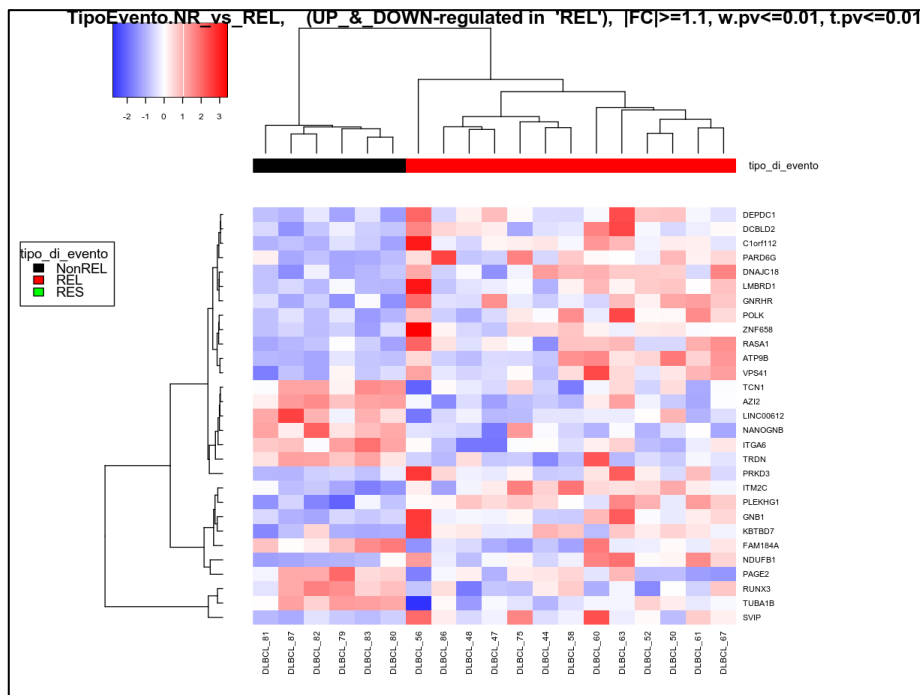 TipoEvento.NR_vs_REL, (UP_&_DOWN-regulated in 'REL'), |FC|>=1.1, w.pv<=0.01, t.pv<=0.01
-2 -1 0 1 2 3
tipo_di_evento
tipo_di_evento
NonREL
REL
RES
DEPDC1
DCBLD2
C1orf112
PARD6G
DNAJC18
LMBRD1
GNRHR
POLK
ZNF658
RASA1
ATP9B
VPS41
TCN1
AZI2
LINC00612
NANOGNB
ITGA6
TRDN
PRKD3
ITM2C
PLEKHG1
GNB1
KBTBD7
FAM184A
NDUFB1
PAGE2
RUNX3
TUBA1B
SVIP
DLBCL_81
DLBCL_87
DLBCL_82
DLBCL_79
DLBCL_83
DLBCL_80
DLBCL_56
DLBCL_86
DLBCL_48
DLBCL_47
DLBCL_75
DLBCL_44
DLBCL_58
DLBCL_60
DLBCL_63
DLBCL_52
DLBCL_50
DLBCL_61
DLBCL_67